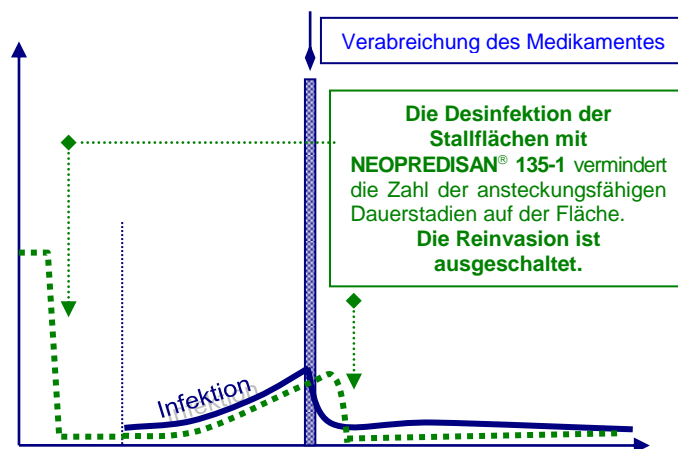 Verabreichung des Medikamentes
Die Desinfektion der
Stallflächen mit
NEOPREDISAN® 135-1 vermindert
die Zahl der ansteckungsfähigen
Dauerstadien auf der Fläche.
Die Reinvasion ist
ausgeschaltet.
Infektion